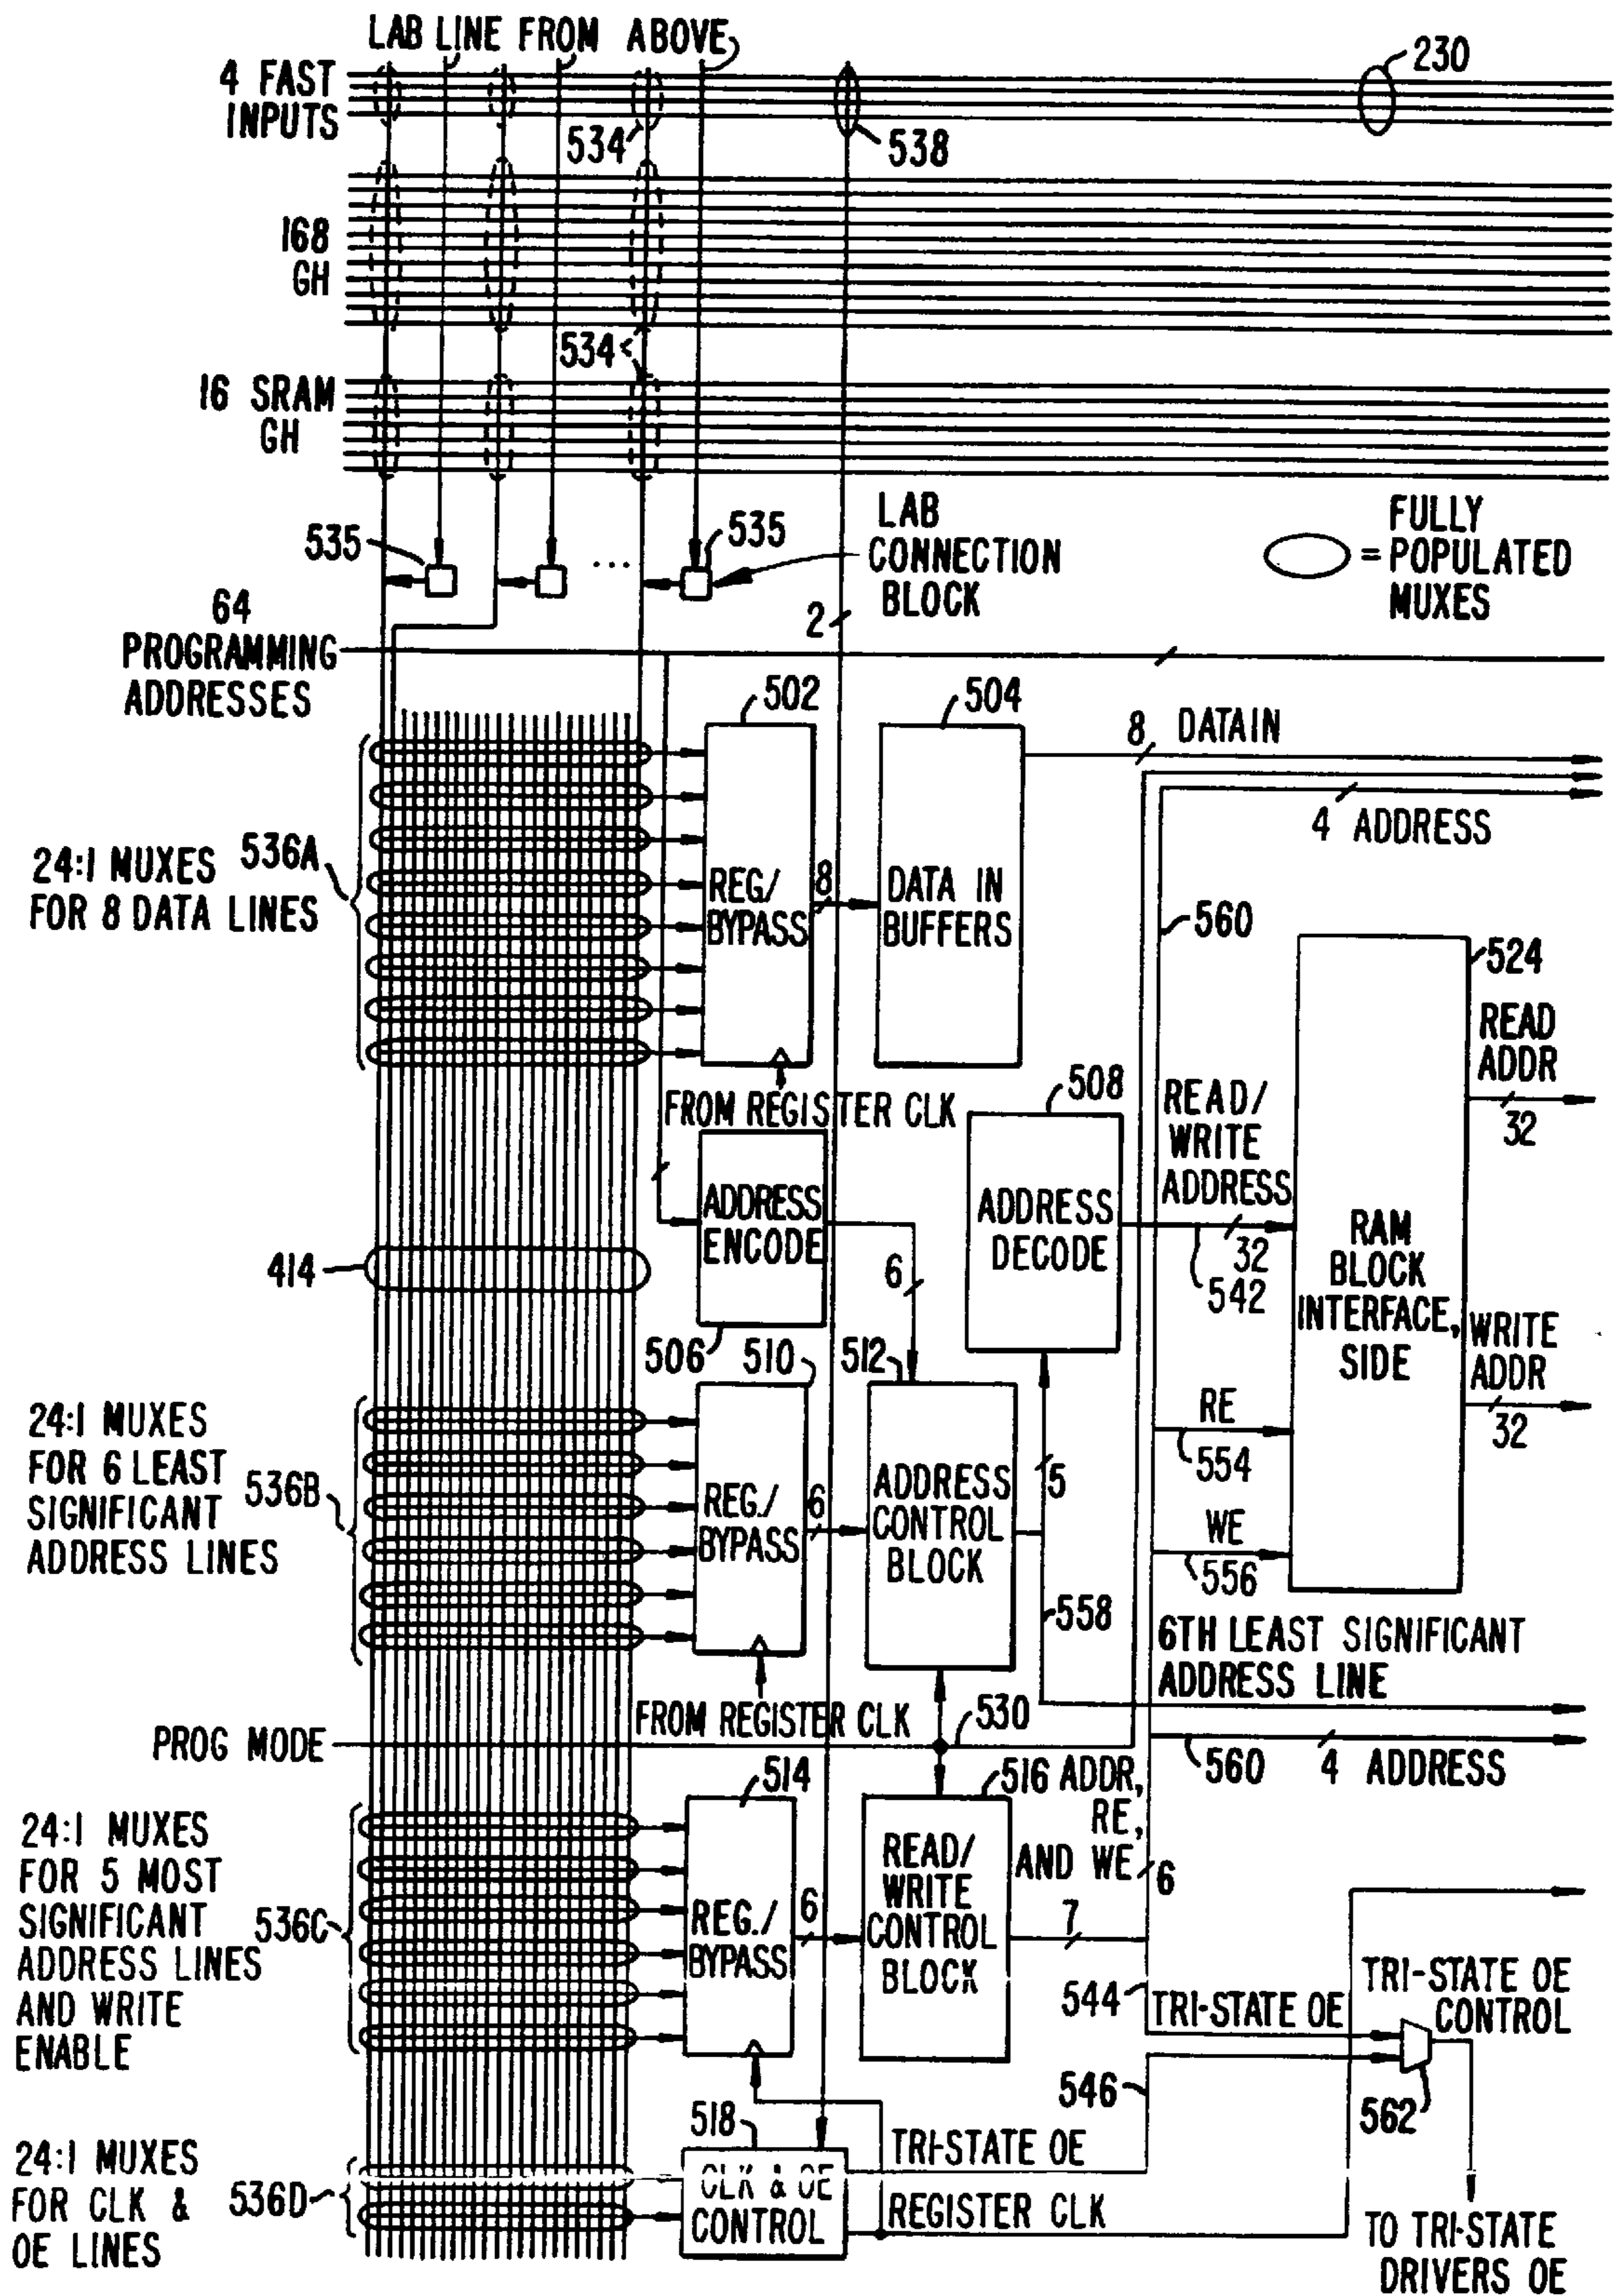 LAB LINE FROM ABOVE
4 FAST
INPUTS
230
534
538
168
GH
534
16 SRAM
GH
535
...
535
LAB
CONNECTION
BLOCK
= FULLY
POPULATED
MUXES
2
64
PROGRAMMING
ADDRESSES
502
504
8 DATAIN
4 ADDRESS
24:1 MUXES
FOR 8 DATA LINES
536A
REG/
BYPASS
8
DATA IN
BUFFERS
560
524
READ
ADDR
32
FROM REGISTER CLK
508
READ/
WRITE
ADDRESS
32
542
ADDRESS
ENCODE
6
ADDRESS
DECODE
RAM
BLOCK
INTERFACE,
SIDE
414
506
510
512
WRITE
ADDR
32
24:1 MUXES
FOR 6 LEAST
SIGNIFICANT
ADDRESS LINES
536B
REG./
BYPASS
6
ADDRESS
CONTROL
BLOCK
5
RE
554
WE
556
558
6TH LEAST SIGNIFICANT
ADDRESS LINE
FROM REGISTER CLK
530
PROG MODE
560
4 ADDRESS
514
516
ADDR,
RE,
AND WE
6
24:1 MUXES
FOR 5 MOST
SIGNIFICANT
ADDRESS LINES
AND WRITE
ENABLE
536C
REG./
BYPASS
6
READ/
WRITE
CONTROL
BLOCK
7
544
TRI-STATE OE
TRI-STATE OE
CONTROL
546
562
518
TRI-STATE OE
24:1 MUXES
FOR CLK &
OE LINES
536D
CLK & OE
CONTROL
REGISTER CLK
TO TRI-STATE
DRIVERS OE